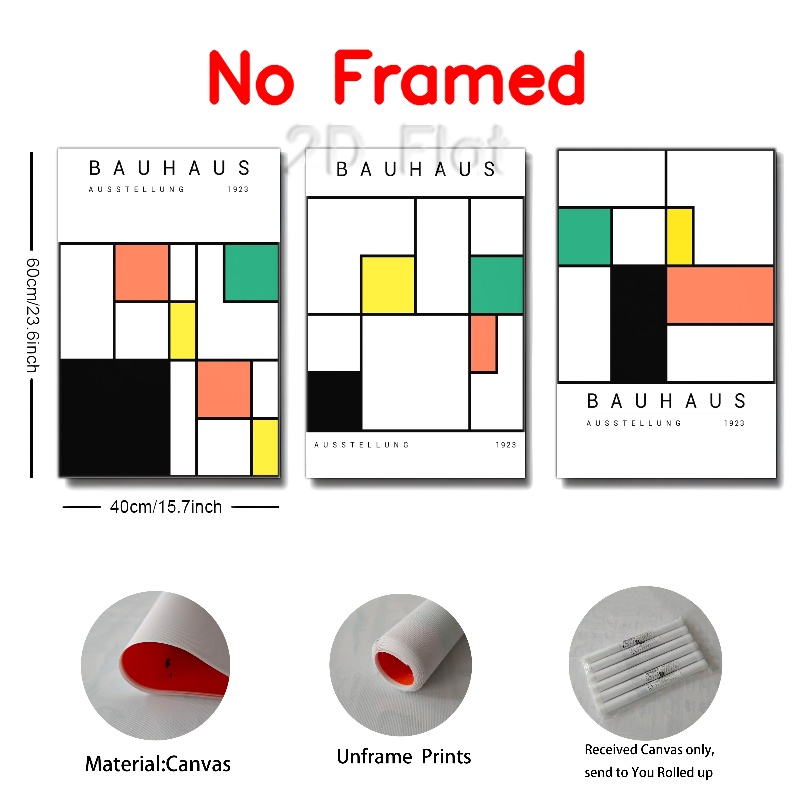 No Framed
2D Flat
BAUHAUS
AUSSTELLUNG 1923
BAUHAUS
AUSSTELLUNG 1923
BAUHAUS
AUSSTELLUNG 1923
60cm/23.6inch
40cm/15.7inch
Material:Canvas
Unframe Prints
Received Canvas only,
send to You Rolled up